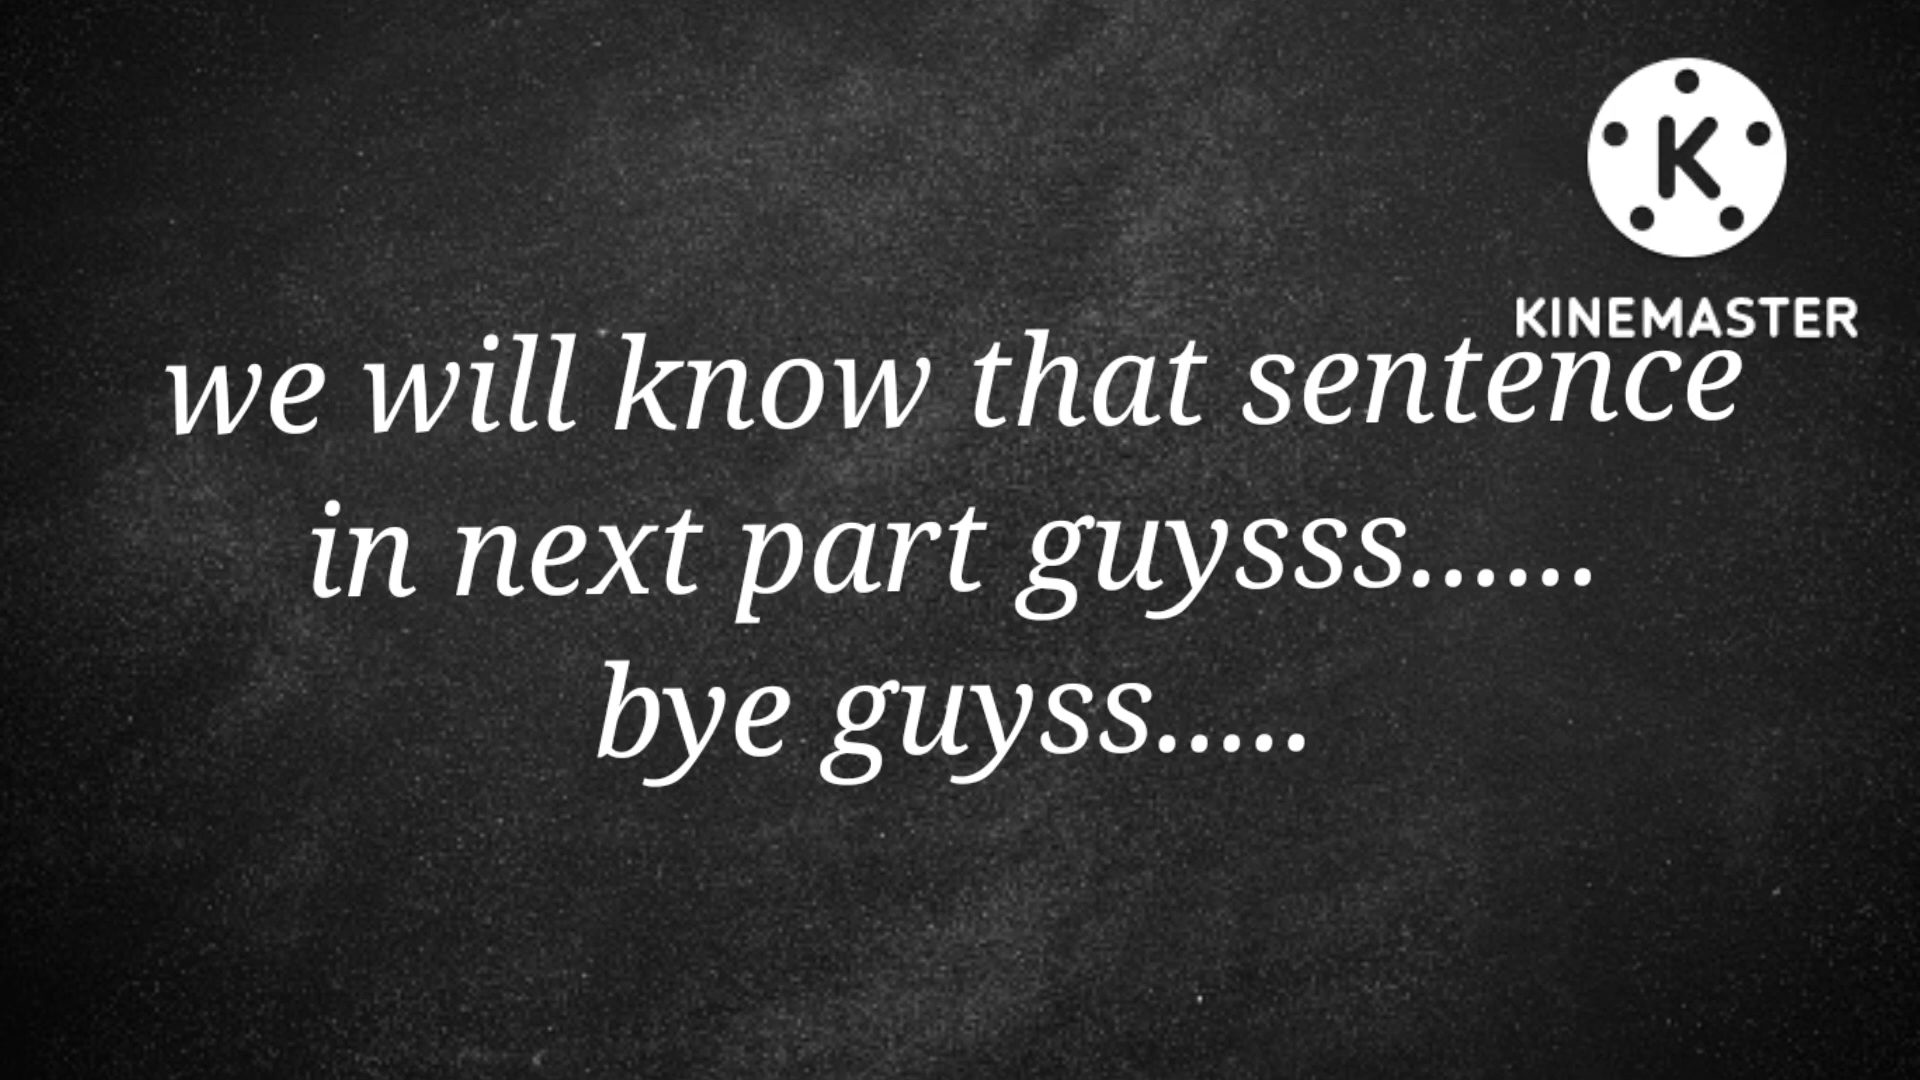 K
KINEMASTER
we will know that sentence
in next part guysss......
bye guyss.....